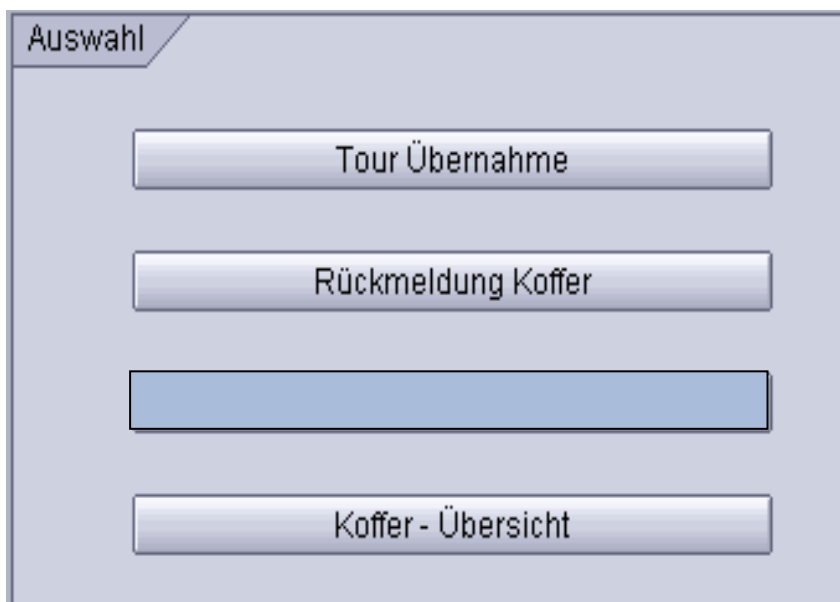 Auswahl
Tour Übernahme
Rückmeldung Koffer
Koffer - Übersicht